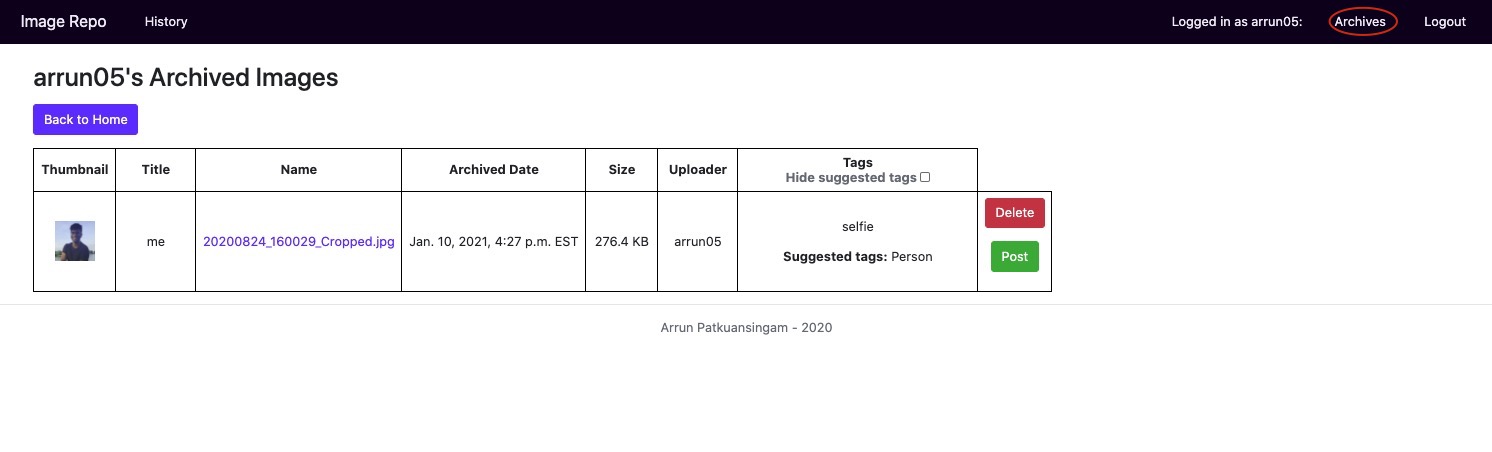 Image Repo History Logged in as arrun05: Archives Logout
arrun05's Archived Images
Back to Home
Thumbnail Title Name Archived Date Size Uploader Tags
Hide suggested tags
me 20200824_160029_Cropped.jpg Jan. 10, 2021, 4:27 p.m. EST 276.4 KB arrun05 selfie
Suggested tags: Person
Delete
Post
Arrun Patkuansingam - 2020